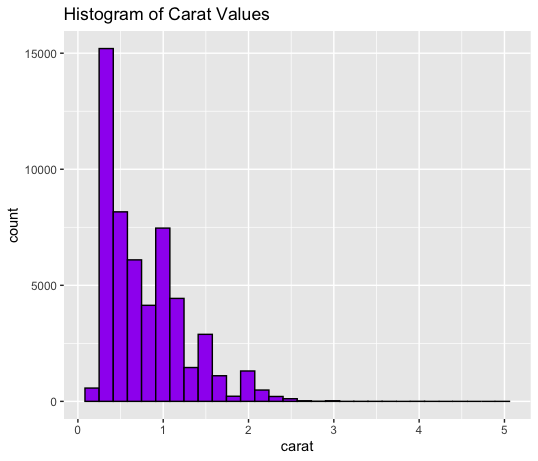 Histogram of Carat Values
15000
10000
5000
0
count
0 1 2 3 4 5
carat